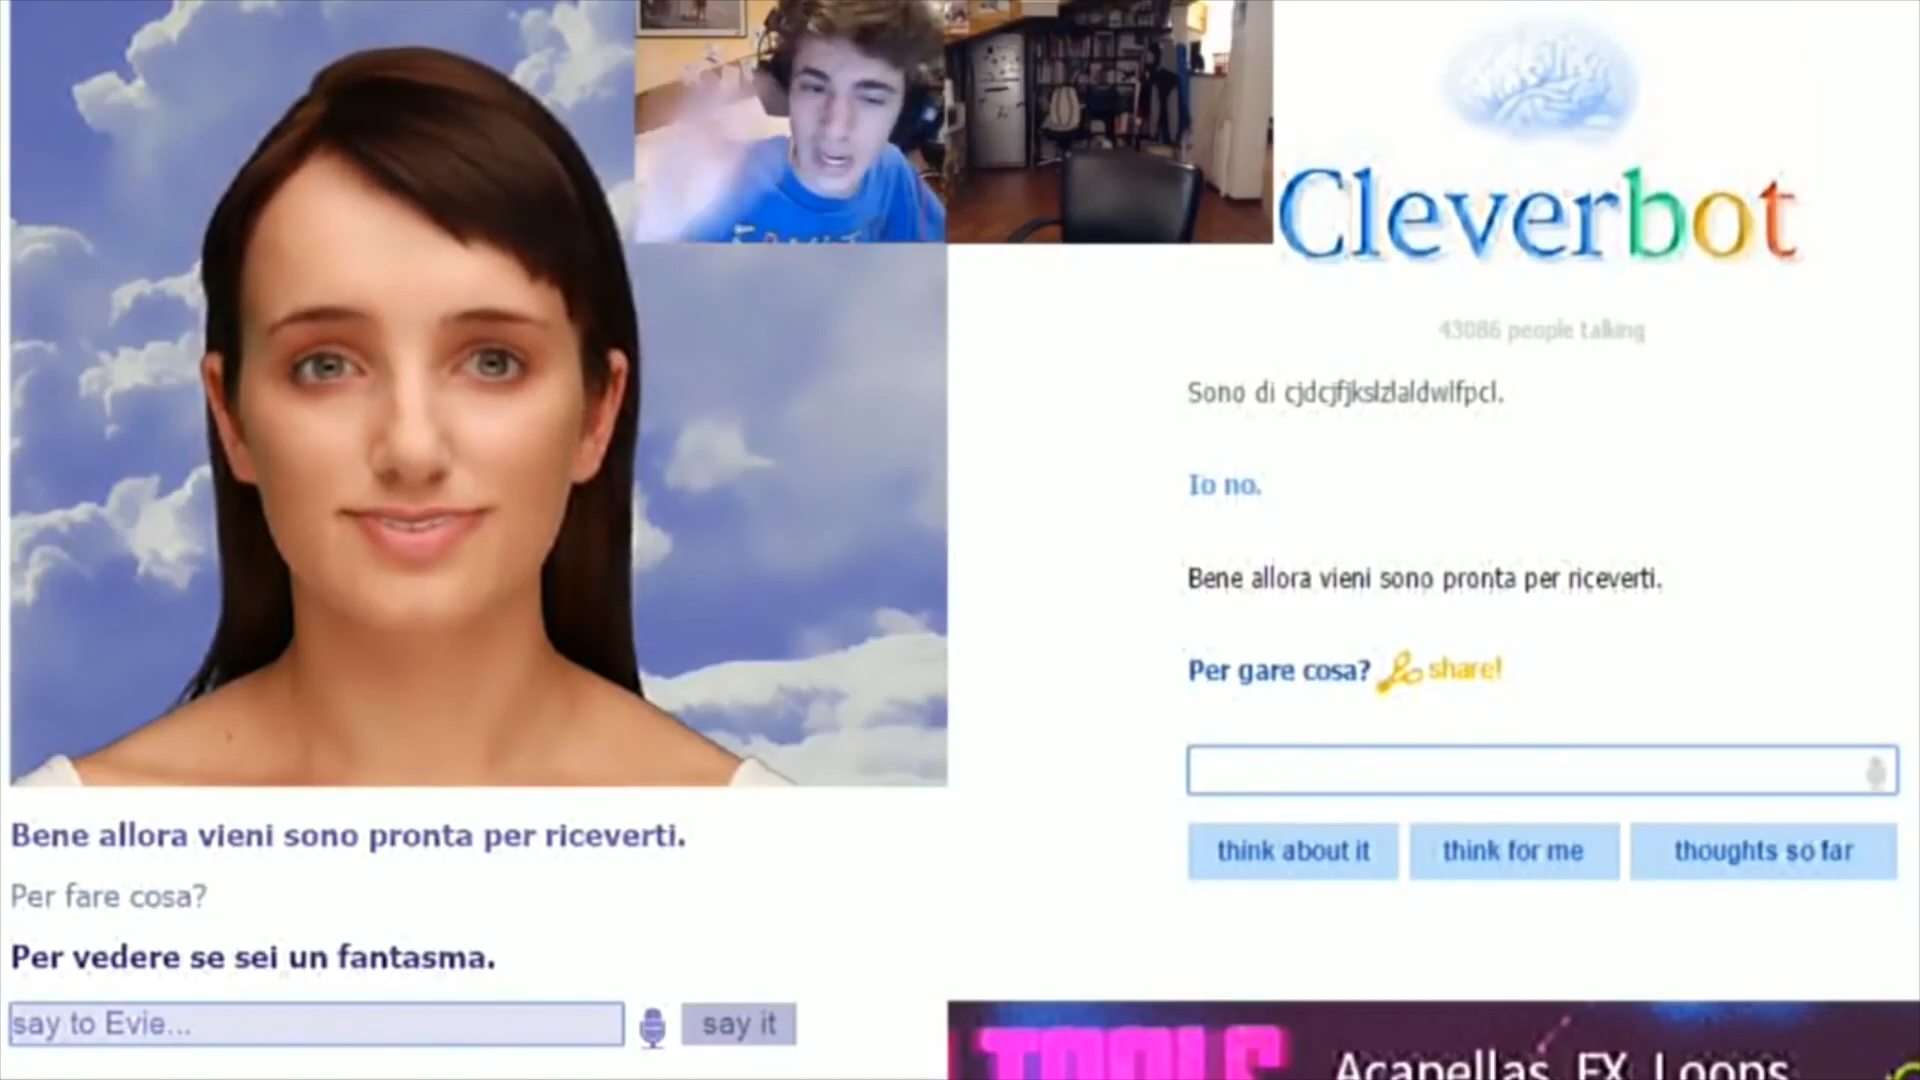 Bene allora vieni sono pronta per riceverti.
Per fare cosa?
Per vedere se sei un fantasma.
say to Evie...
say it
Cleverbot
43086 people talking
Sono di cjdcjfjkslzlaldwlfpcl.
Io no.
Bene allora vieni sono pronta per riceverti.
Per gare cosa? share!
think about it
think for me
thoughts so far
TOOLS
Acapellas, FX, Loops